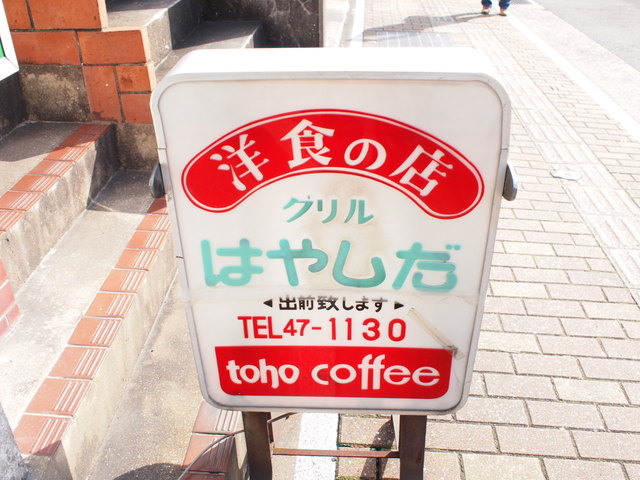 洋食の店
グリル
はやしだ
◀出前致します▶
TEL47-1130
toho coffee